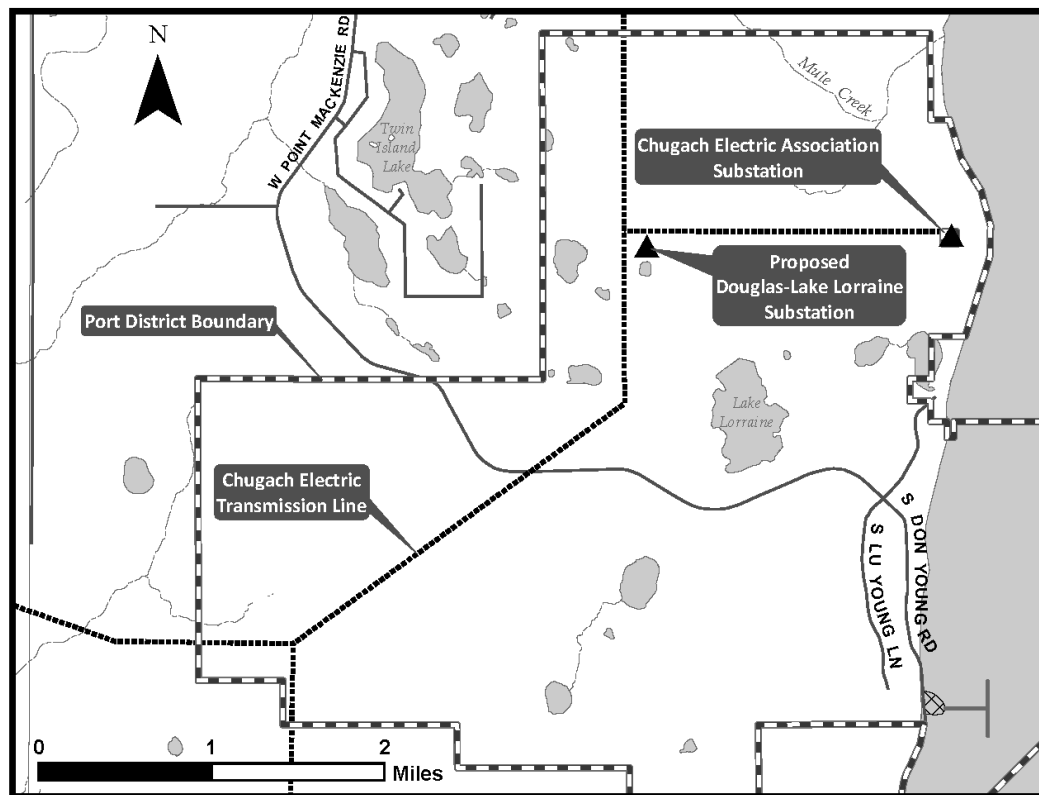 N
W POINT MACKENZIE RD
Twin
Island
Lake
Mule Creek
Chugach Electric Association
Substation
Proposed
Douglas-Lake Lorraine
Substation
Port District Boundary
Lake
Lorraine
Chugach Electric
Transmission Line
S DON YOUNG RD
S LU YOUNG LN
0 1 2
Miles